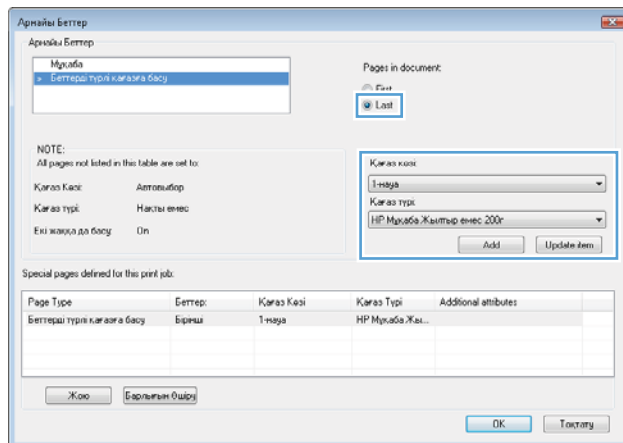 Арнайы Беттер
Арнайы Беттер
Мұқаба
> Беттерді түрлі қағазға басу
Pages in document:
First
Last
NOTE:
All pages not listed in this table are set to:
Қағаз Көзі: Автовыбор
Қағаз түрі: Нақты емес
Екі жаққа да басу: On
Қағаз көзі:
1-науа
Қағаз түрі:
HP Мұқаба Жылтыр емес 200г
Add Update item
Special pages defined for this print job:
Page Type Беттер: Қағаз Көзі Қағаз Түрі Additional attributes
Беттерді түрлі қағазға басу Бірінші 1-науа HP Мұқаба Жы...
Жою Барлығын Өшіру
OK Тоқтату